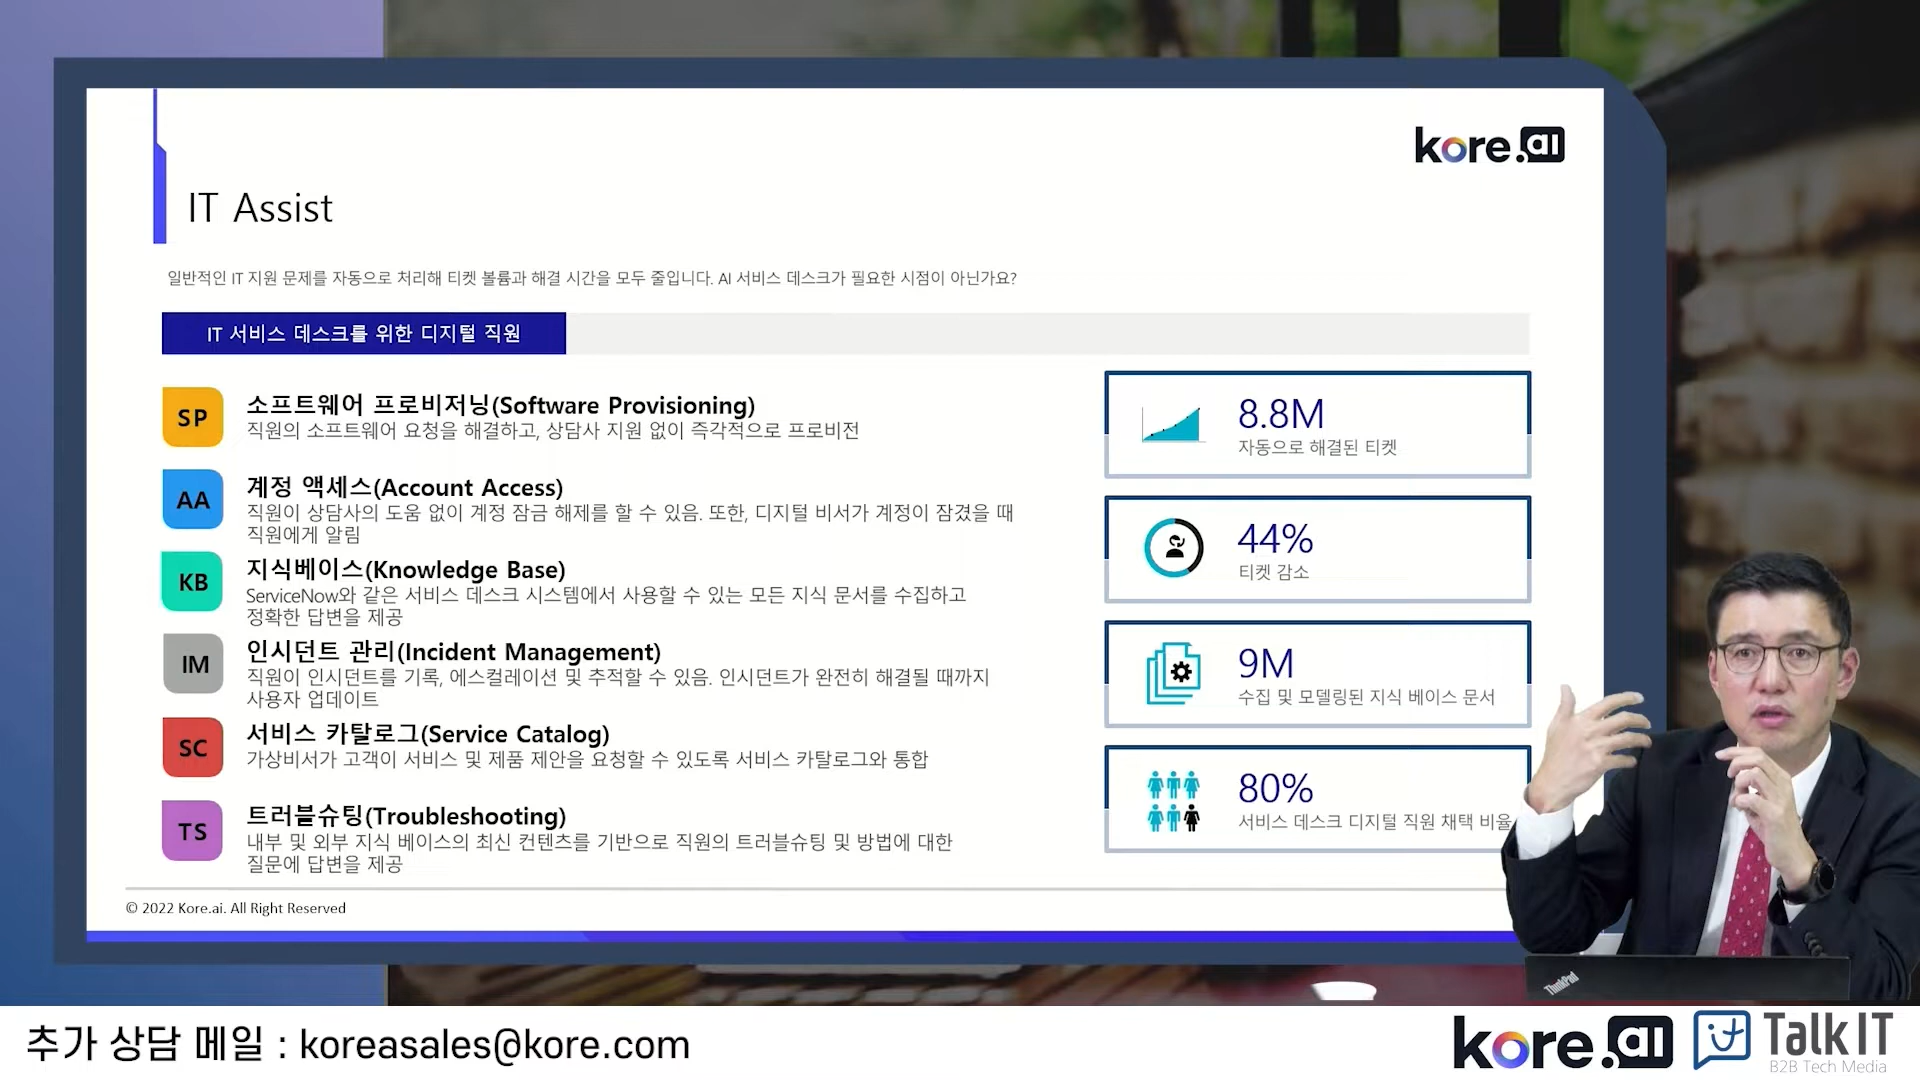 kore.ai
IT Assist
일반적인 IT 지원 문제를 자동으로 처리해 티켓 볼륨과 해결 시간을 모두 줄입니다. AI 서비스 데스크가 필요한 시점이 아닌가요?
IT 서비스 데스크를 위한 디지털 직원
SP
소프트웨어 프로비저닝(Software Provisioning)
직원의 소프트웨어 요청을 해결하고, 상담사 지원 없이 즉각적으로 프로비전
AA
계정 액세스(Account Access)
직원이 상담사의 도움 없이 계정 잠금 해제를 할 수 있음. 또한, 디지털 비서가 계정이 잠겼을 때
직원에게 알림
KB
지식베이스(Knowledge Base)
ServiceNow와 같은 서비스 데스크 시스템에서 사용할 수 있는 모든 지식 문서를 수집하고
정확한 답변을 제공
IM
인시던트 관리(Incident Management)
직원이 인시던트를 기록, 에스컬레이션 및 추적할 수 있음. 인시던트가 완전히 해결될 때까지
사용자 업데이트
SC
서비스 카탈로그(Service Catalog)
가상비서가 고객이 서비스 및 제품 제안을 요청할 수 있도록 서비스 카탈로그와 통합
TS
트러블슈팅(Troubleshooting)
내부 및 외부 지식 베이스의 최신 컨텐츠를 기반으로 직원의 트러블슈팅 및 방법에 대한
질문에 답변을 제공
8.8M
자동으로 해결된 티켓
44%
티켓 감소
9M
수집 및 모델링된 지식 베이스 문서
80%
서비스 데스크 디지털 직원 채택 비율
© 2022 Kore.ai. All Right Reserved
ThinkPad
추가 상담 메일 : koreasales@kore.com
kore.ai
it TalkIT
B2B Tech Media